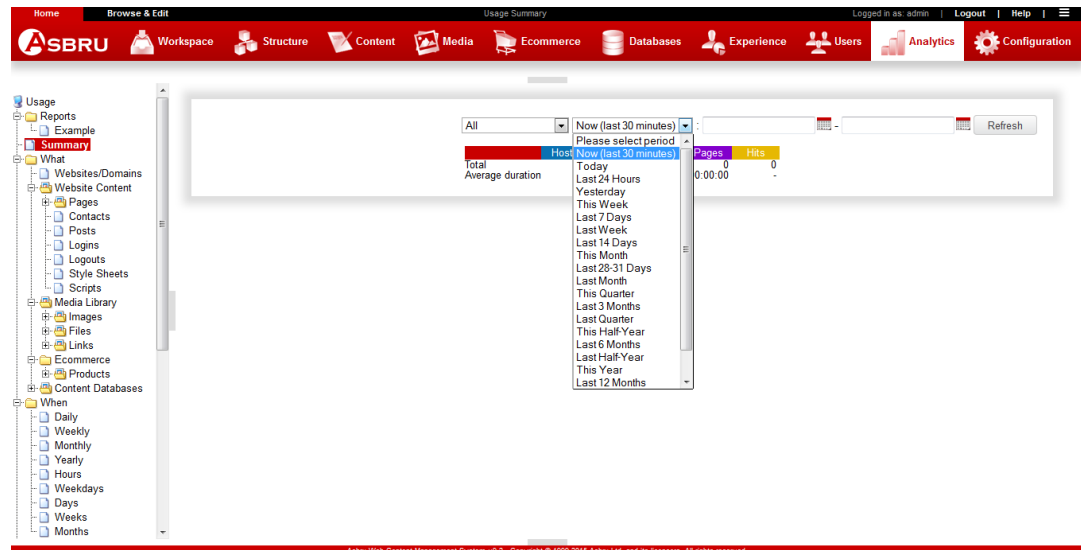 Home Browse & Edit Usage Summary Logged in as: admin | Logout | Help |
ASBRU Workspace Structure Content Media Ecommerce Databases Experience Users Analytics Configuration
Usage
Reports
Example
Summary
What
Websites/Domains
Website Content
Pages
Contacts
Posts
Logins
Logouts
Style Sheets
Scripts
Media Library
Images
Files
Links
Ecommerce
Products
Content Databases
When
Daily
Weekly
Monthly
Yearly
Hours
Weekdays
Days
Weeks
Months
All Now (last 30 minutes) : - Refresh
Host Pages Hits
Total 0 0
Average duration 0:00:00 -
Please select period
Now (last 30 minutes)
Today
Last 24 Hours
Yesterday
This Week
Last 7 Days
Last Week
Last 14 Days
This Month
Last 28-31 Days
Last Month
This Quarter
Last 3 Months
Last Quarter
This Half-Year
Last 6 Months
Last Half-Year
This Year
Last 12 Months